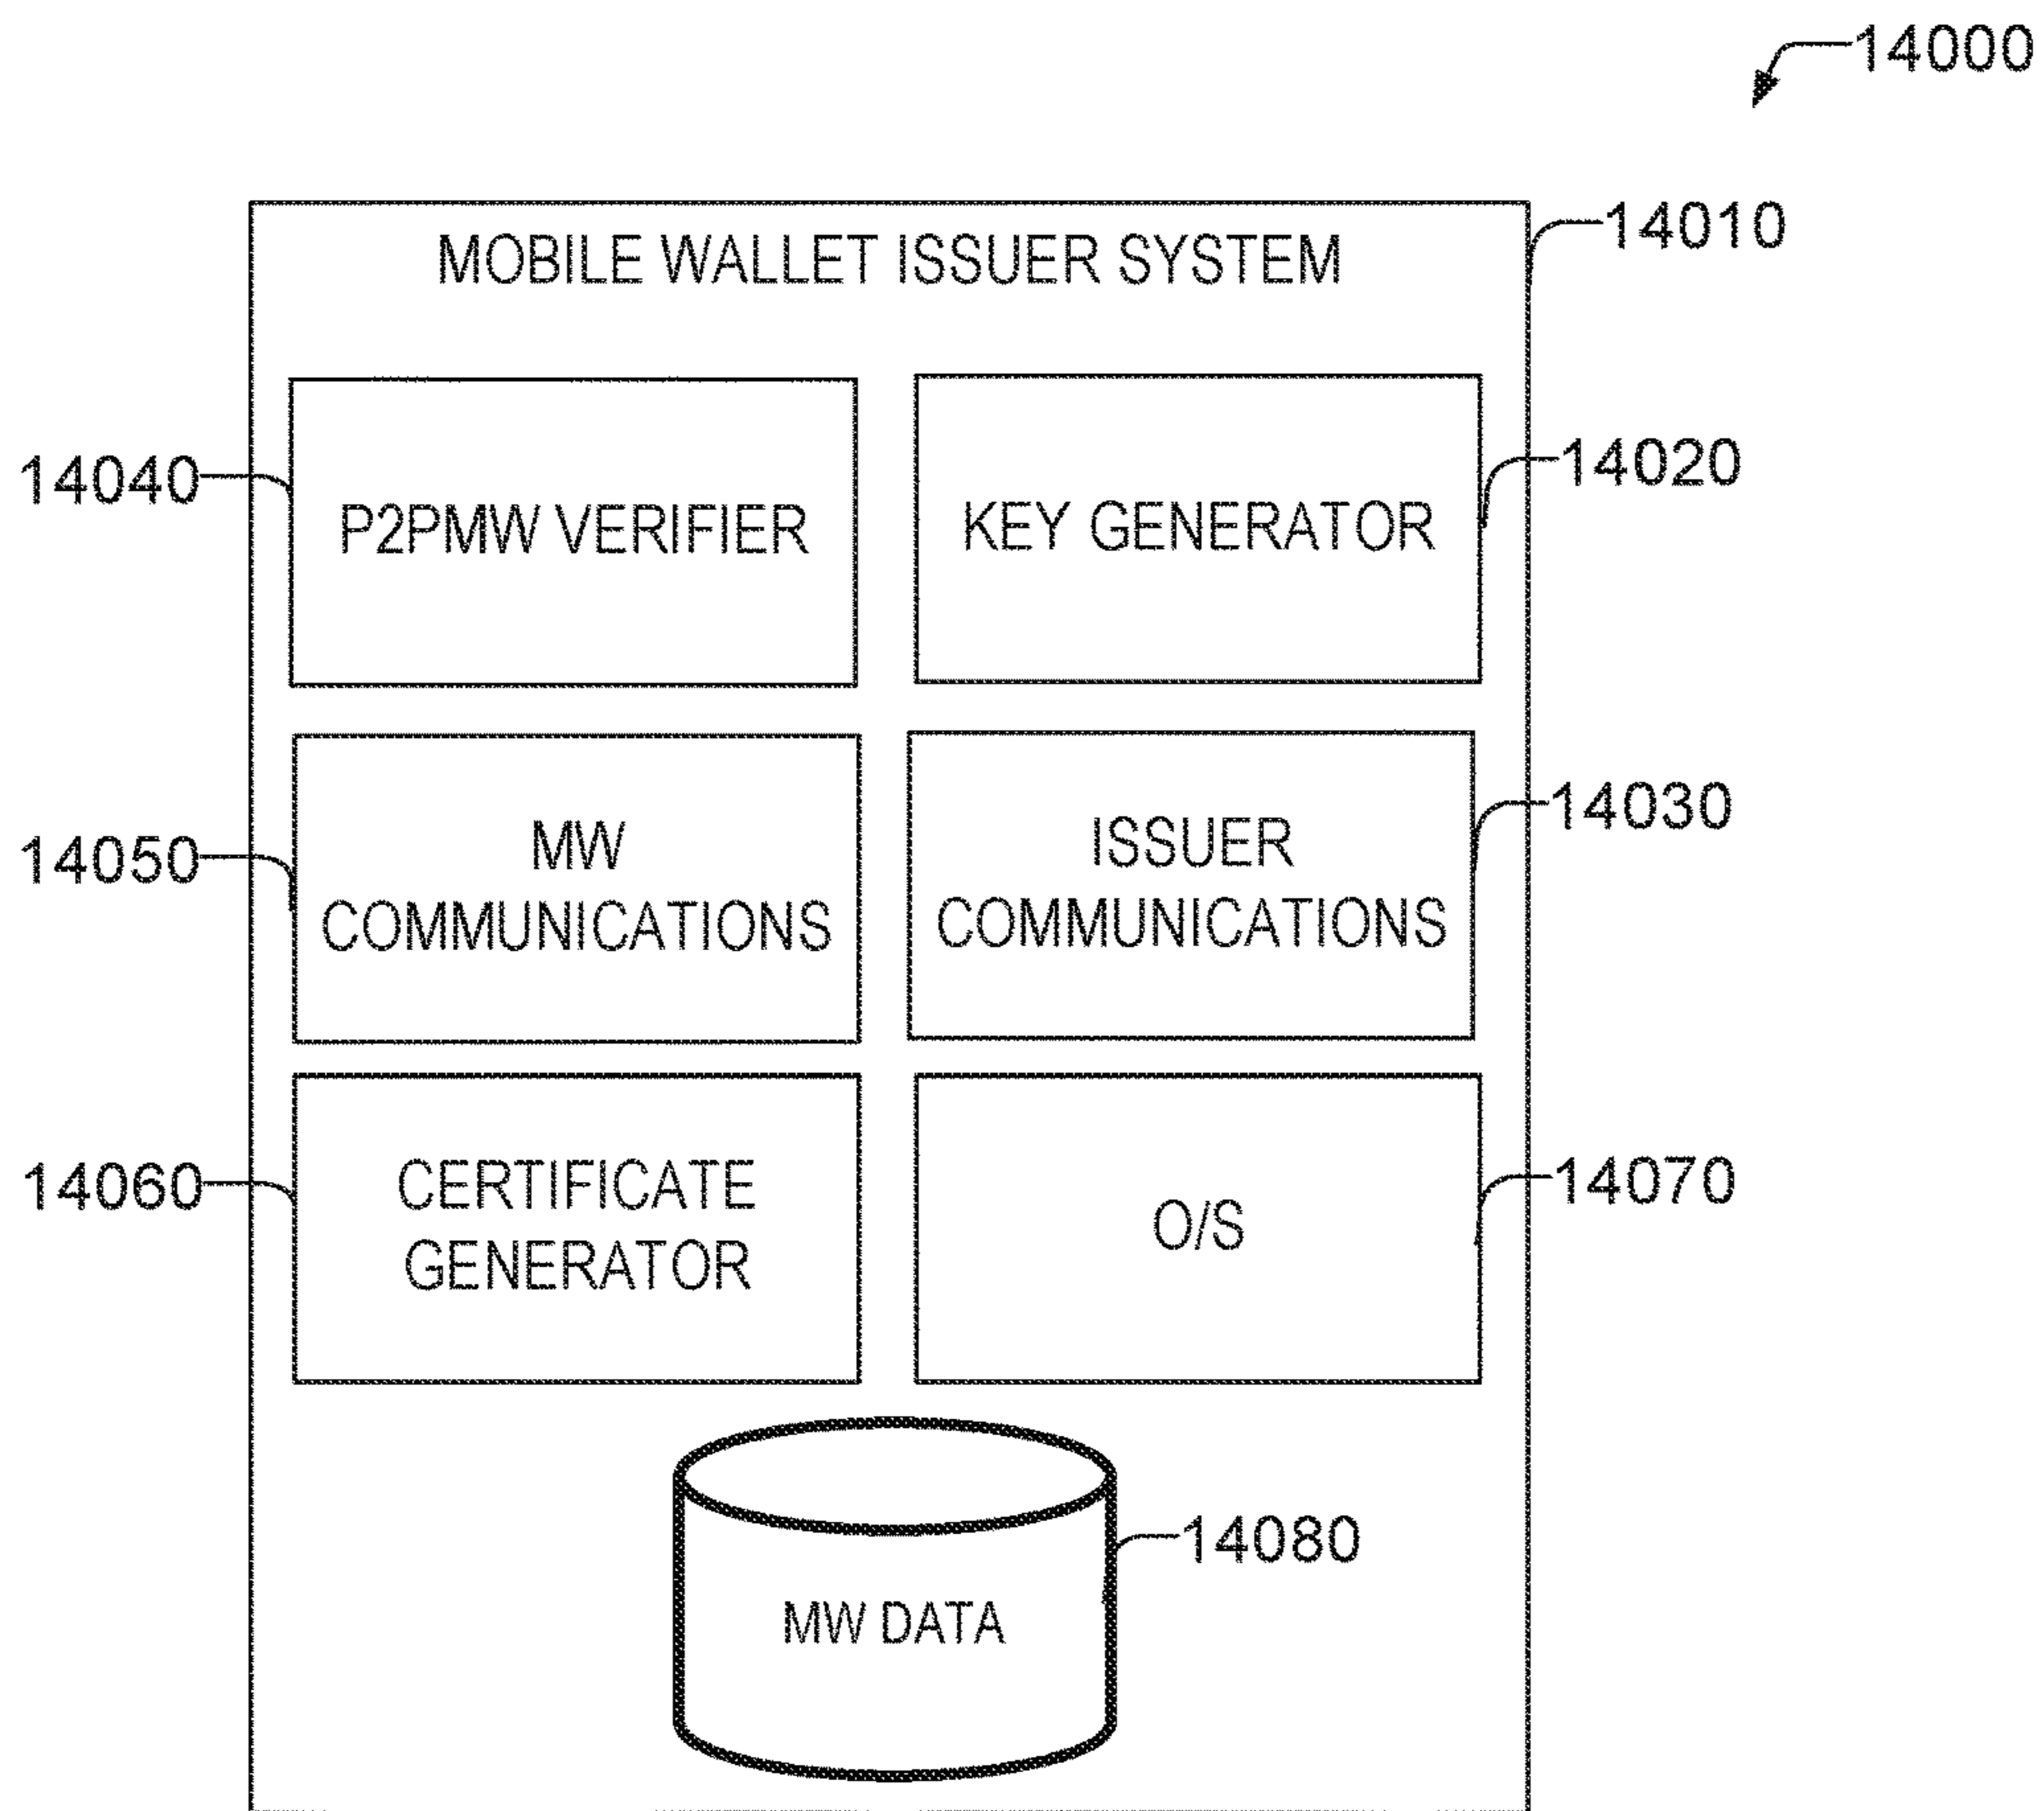 14000
MOBILE WALLET ISSUER SYSTEM
14010
14040
P2PMW VERIFIER
KEY GENERATOR
14020
14050
MW
COMMUNICATIONS
ISSUER
COMMUNICATIONS
14030
14060
CERTIFICATE
GENERATOR
O/S
14070
MW DATA
14080